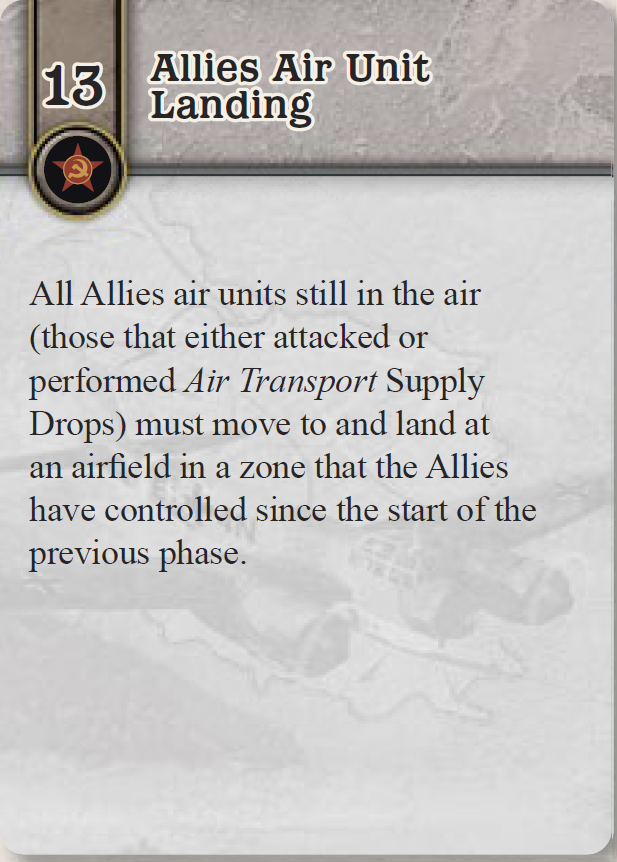 13
Allies Air Unit
Landing
All Allies air units still in the air
(those that either attacked or
performed Air Transport Supply
Drops) must move to and land at
an airfield in a zone that the Allies
have controlled since the start of the
previous phase.